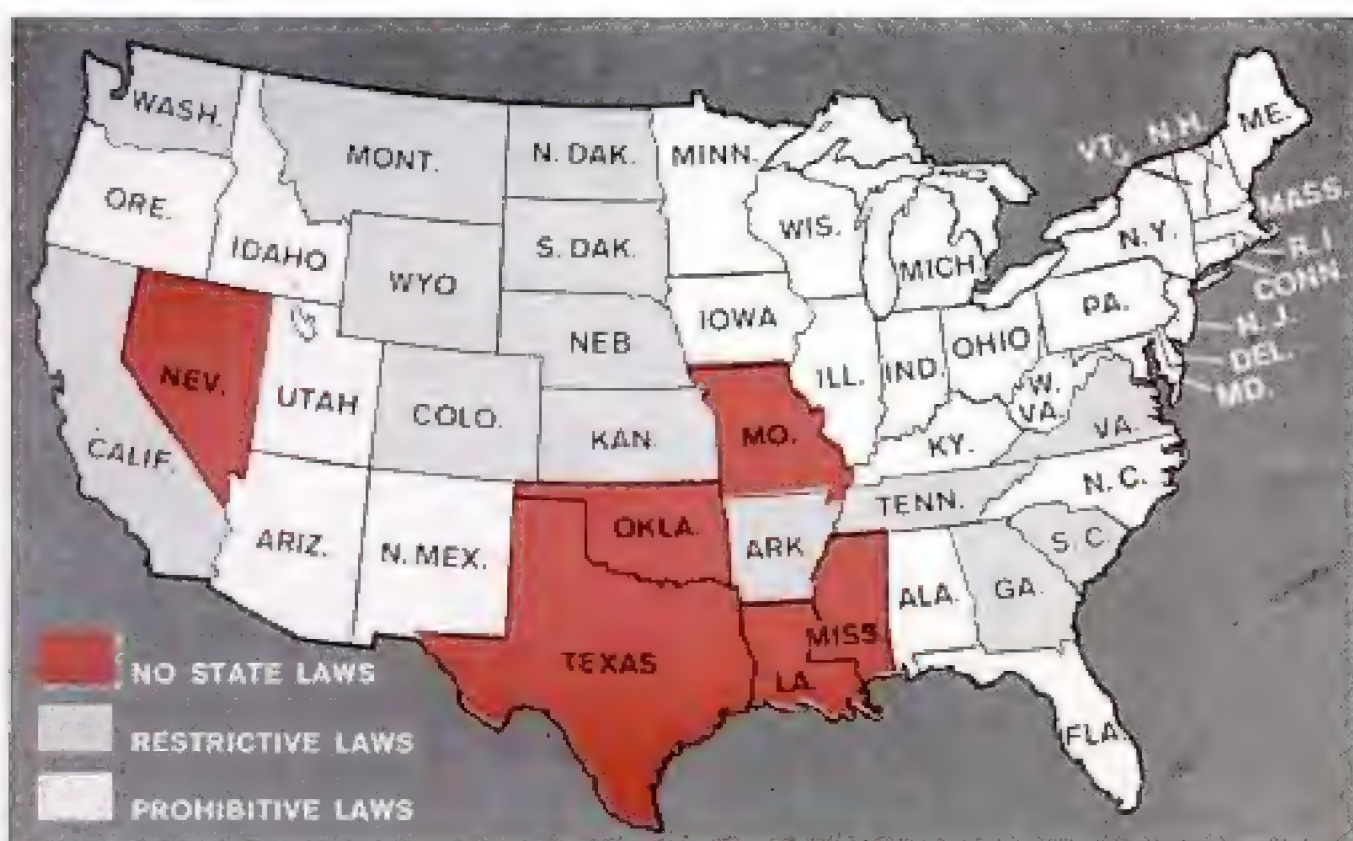 WASH.
MONT.
N. DAK.
MINN.
VT.
N.H.
ME.
ORE.
IDAHO
WYO
S. DAK.
WIS.
MICH.
N.Y.
MASS.
R.I
CONN.
NEV.
UTAH
COLO.
NEB
IOWA
ILL.
IND.
OHIO
PA.
N.J.
DEL.
MD.
W.
VA.
VA.
CALIF.
KAN.
MO.
KY.
N.C.
TENN.
ARIZ.
N. MEX.
OKLA.
ARK
S.C.
GA.
ALA.
MISS
TEXAS
LA
FLA.
NO STATE LAWS
RESTRICTIVE LAWS
PROHIBITIVE LAWS